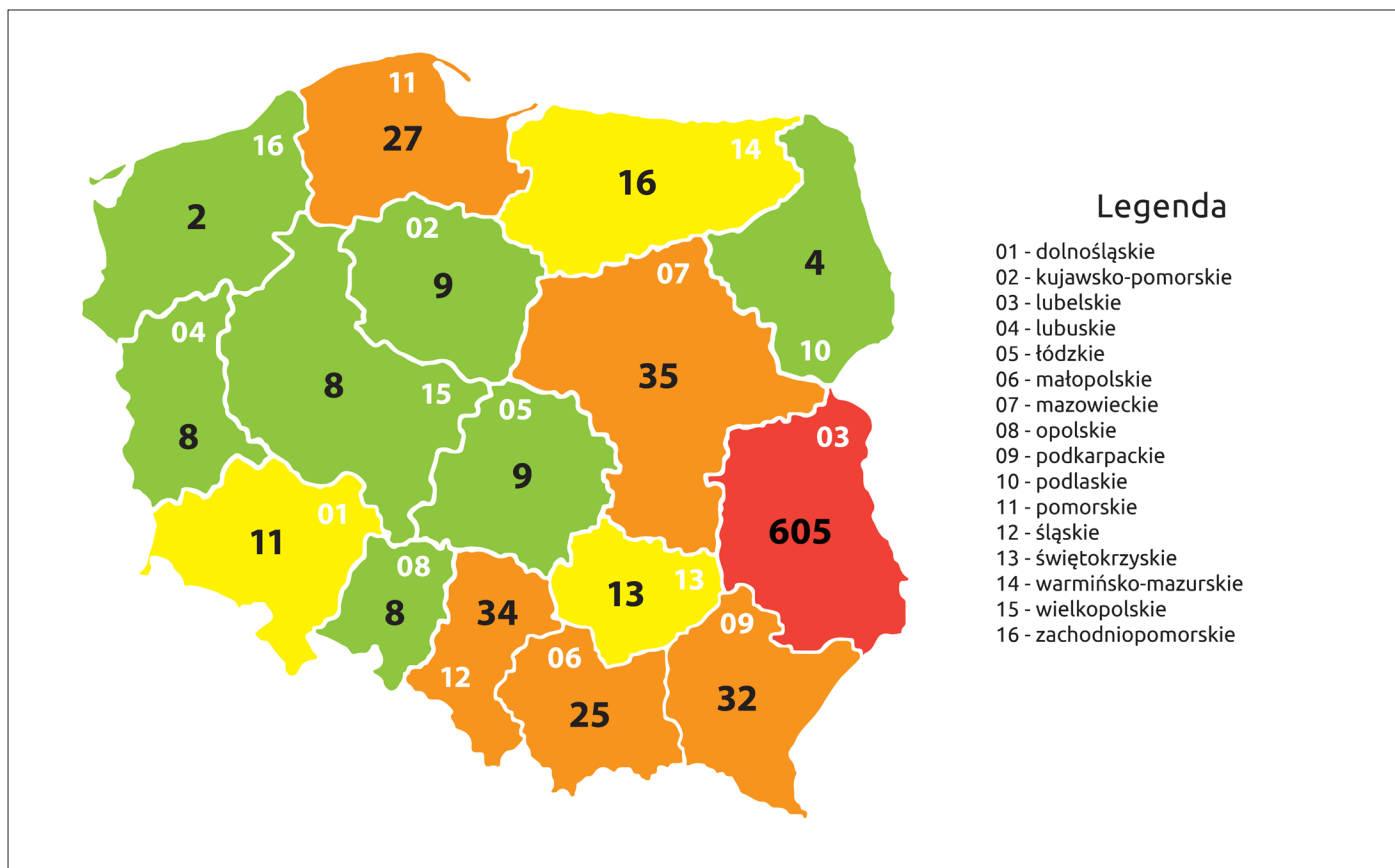 11
27
16
2
14
16
02
9
07
4
04
10
8
15
35
05
8
9
03
605
01
11
08
8
34
13
13
12
06
25
09
32
Legenda
01 - dolnośląskie
02 - kujawsko-pomorskie
03 - lubelskie
04 - lubuskie
05 - łódzkie
06 - małopolskie
07 - mazowieckie
08 - opolskie
09 - podkarpackie
10 - podlaskie
11 - pomorskie
12 - śląskie
13 - świętokrzyskie
14 - warmińsko-mazurskie
15 - wielkopolskie
16 - zachodniopomorskie